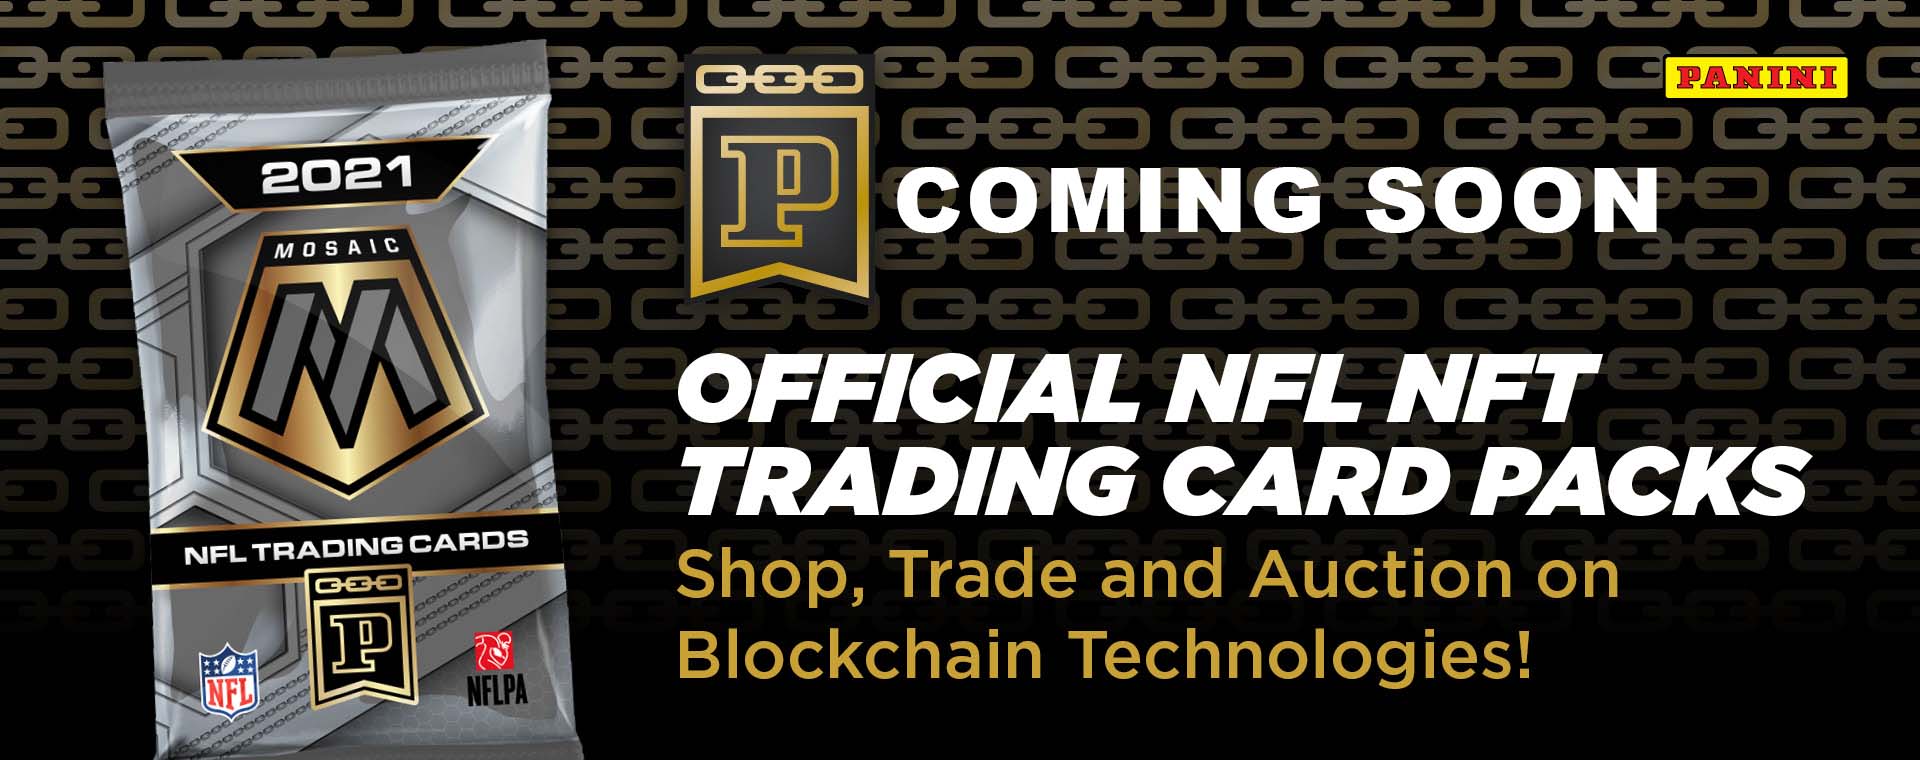 2021
MOSAIC
M
NFL TRADING CARDS
P
NFL
NFLPA
PANINI
P
COMING SOON
OFFICIAL NFL NFT
TRADING CARD PACKS
Shop, Trade and Auction on
Blockchain Technologies!